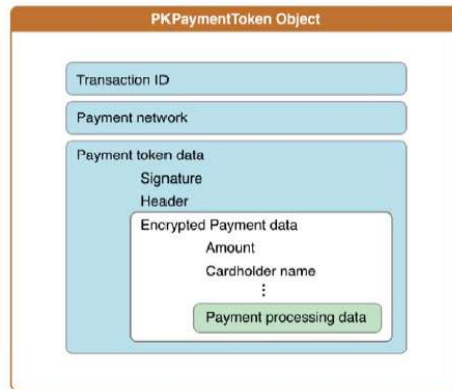 PKPaymentToken Object
Transaction ID
Payment network
Payment token data
Signature
Header
Encrypted Payment data
Amount
Cardholder name
⋮
Payment processing data